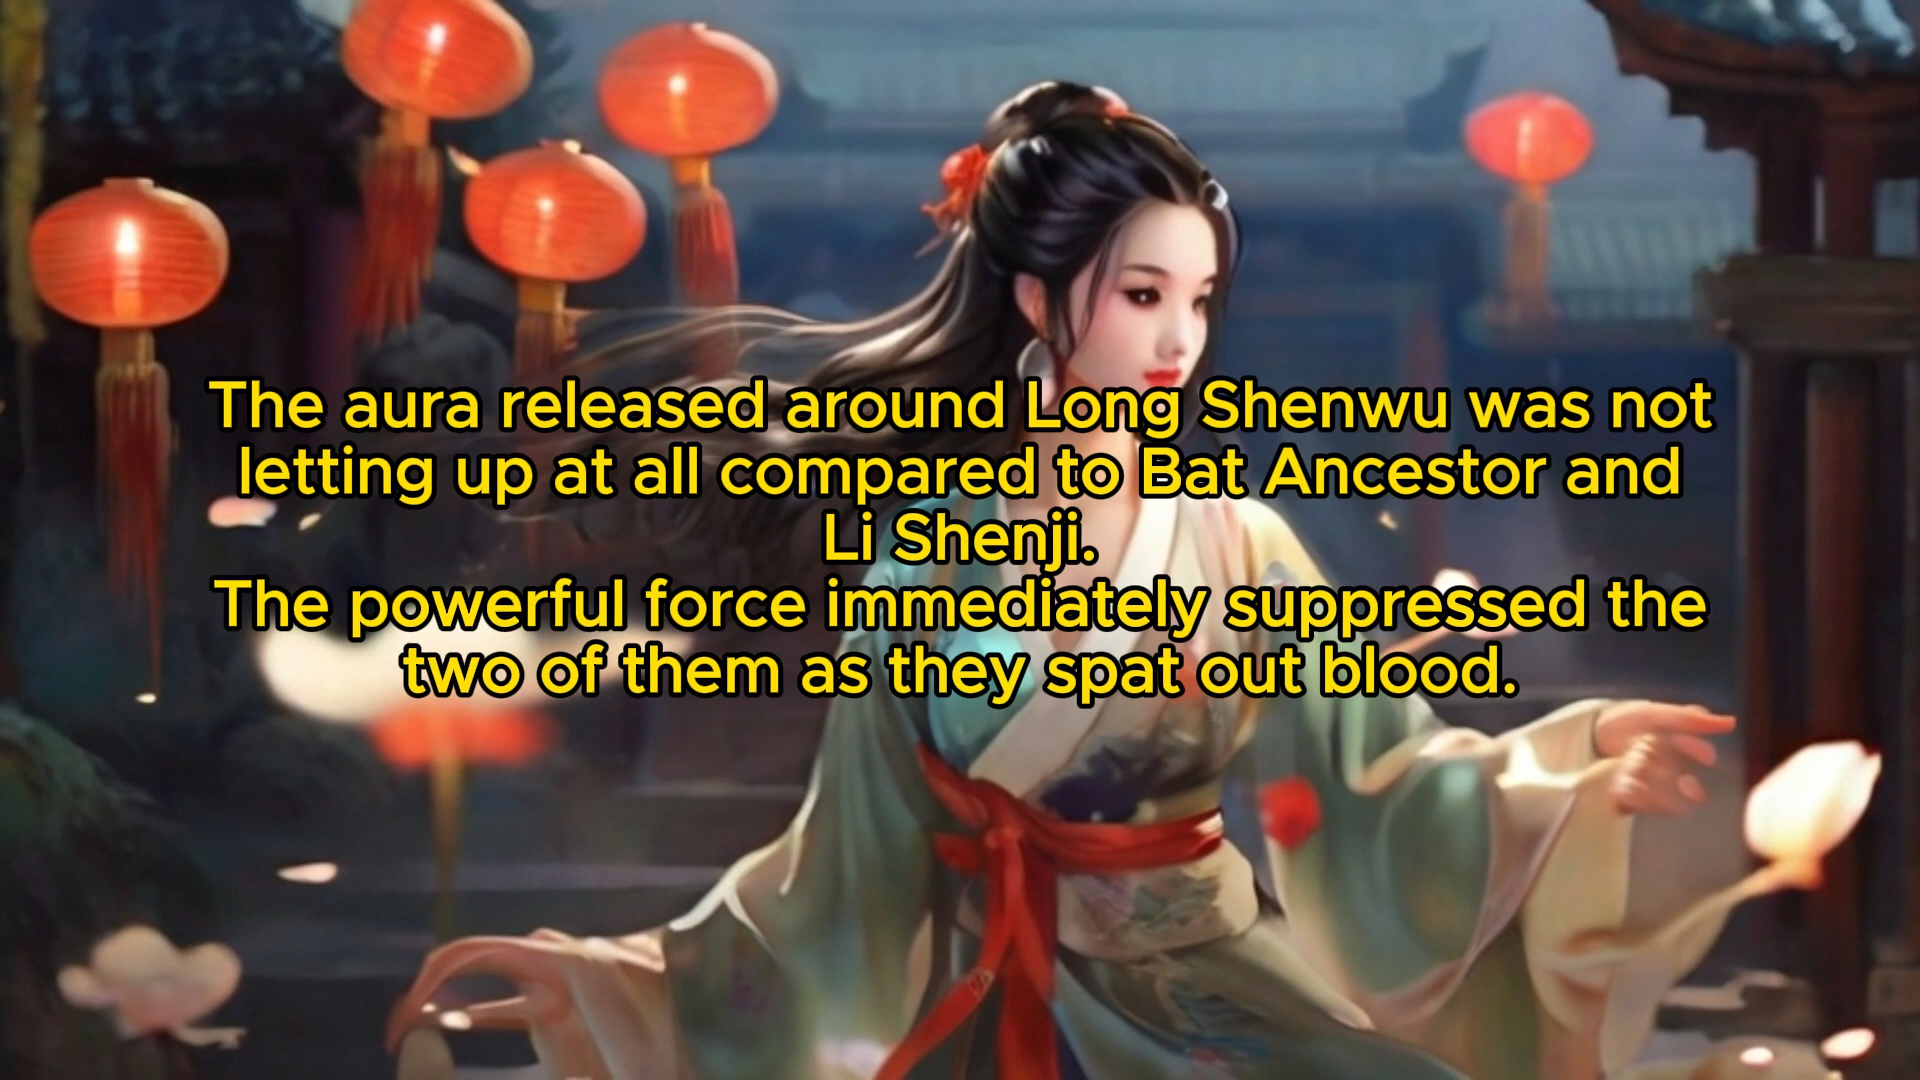 The aura released around Long Shenwu was not
letting up at all compared to Bat Ancestor and
Li Shenji.
The powerful force immediately suppressed the
two of them as they spat out blood.